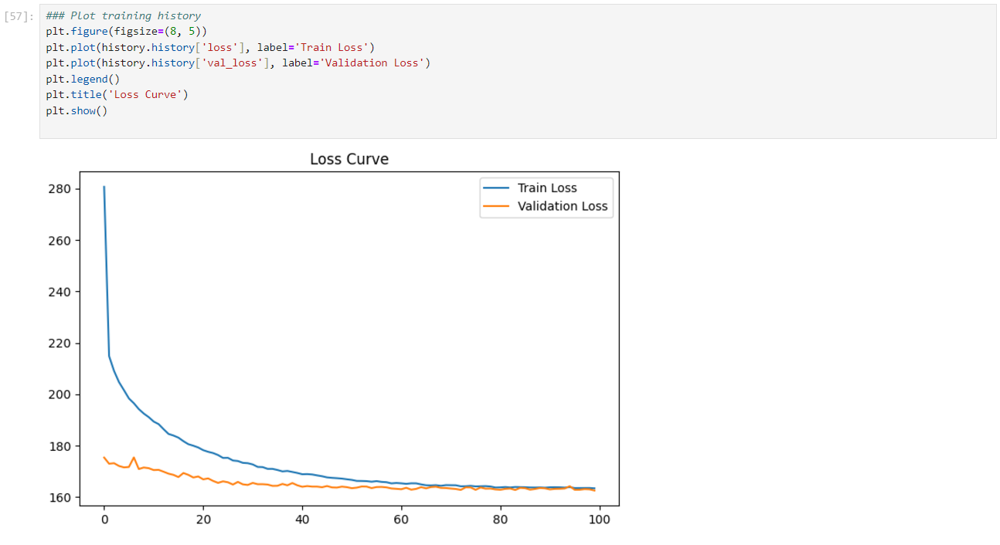 [57]: ### Plot training history
plt.figure(figsize=(8, 5))
plt.plot(history.history['loss'], label='Train Loss')
plt.plot(history.history['val_loss'], label='Validation Loss')
plt.legend()
plt.title('Loss Curve')
plt.show()
Loss Curve
Train Loss
Validation Loss
280
260
240
220
200
180
160
0 20 40 60 80 100